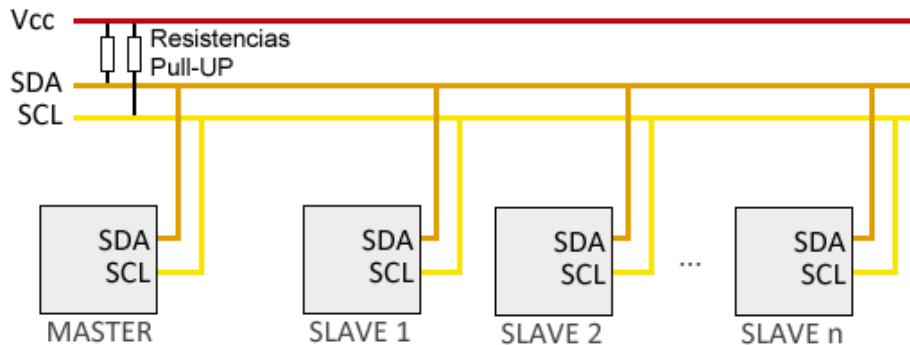 Vcc
Resistencias
Pull-UP
SDA
SCL
SDA
SCL
MASTER
SDA
SCL
SLAVE 1
SDA
SCL
SLAVE 2
...
SDA
SCL
SLAVE n